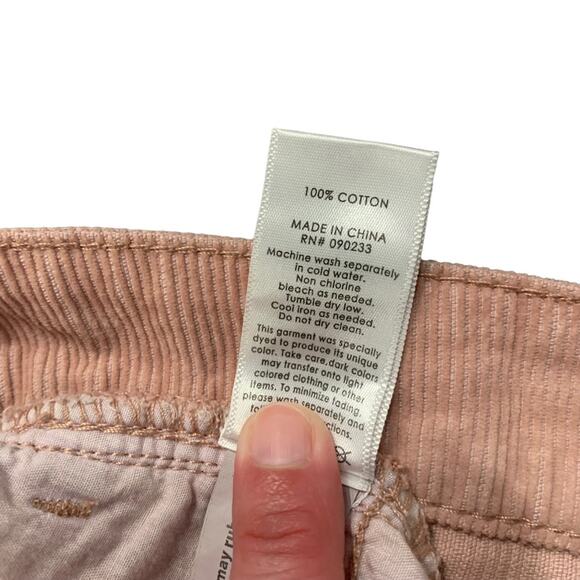 100% COTTON
MADE IN CHINA
RN# 090233
Machine wash separately
in cold water.
Non chlorine
bleach as needed.
Tumble dry low.
Cool iron as needed.
Do not dry clean.
This garment was specially
dyed to produce its unique
color. Take care,dark colors
may transfer onto light
colored clothing or other
items. To minimize fading,
please wash separately and
may rub